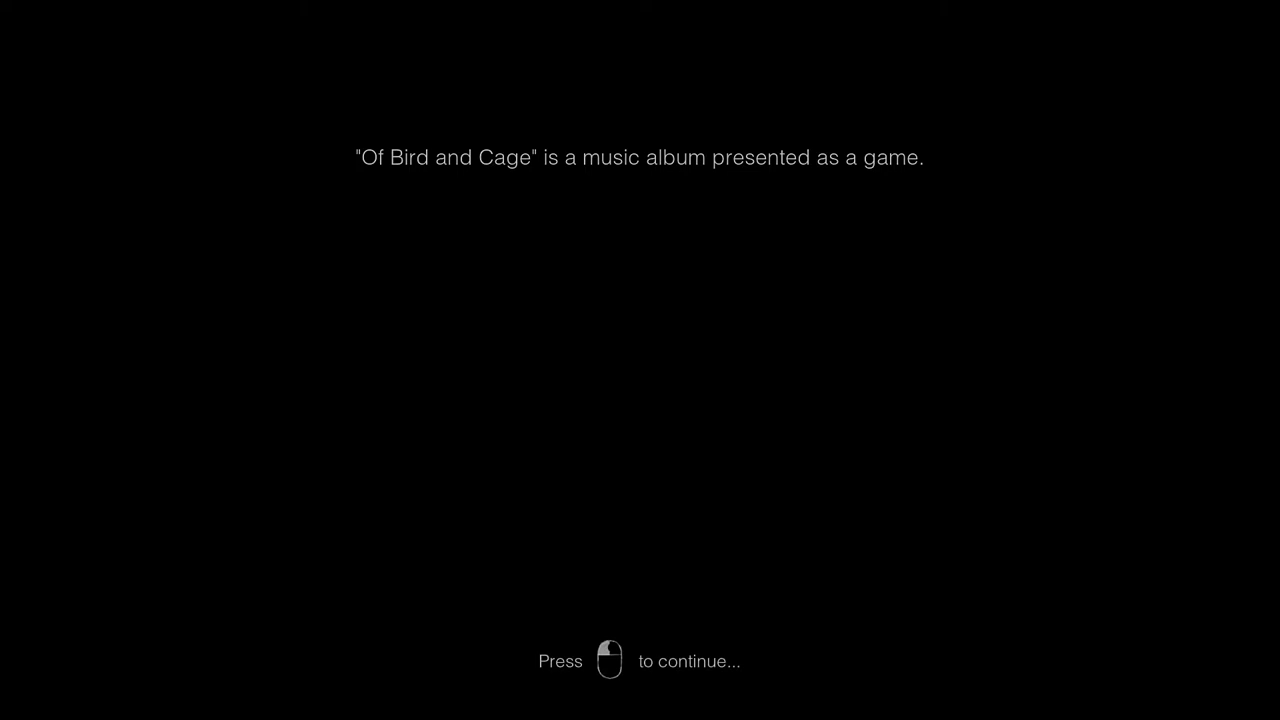 "Of Bird and Cage" is a music album presented as a game.
Press to continue...